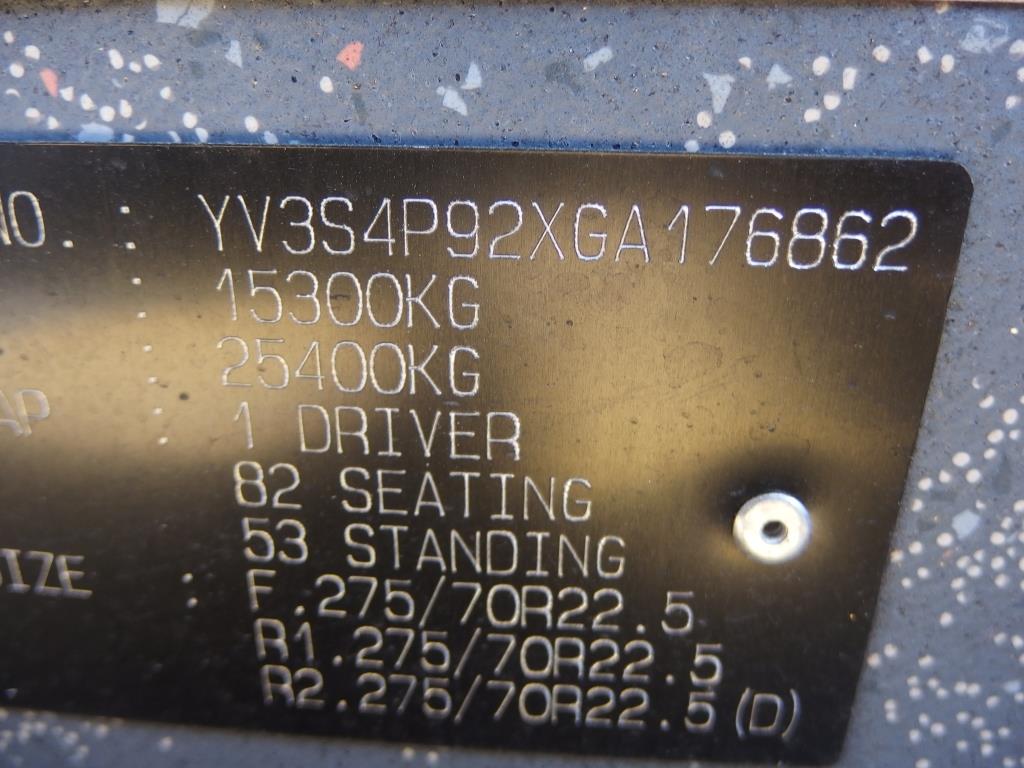 NO. : YV3S4P92XGA176862
: 15300KG
: 25400KG
AP : 1 DRIVER
82 SEATING
53 STANDING
SIZE : F.275/70R22.5
R1.275/70R22.5
R2.275/70R22.5(D)